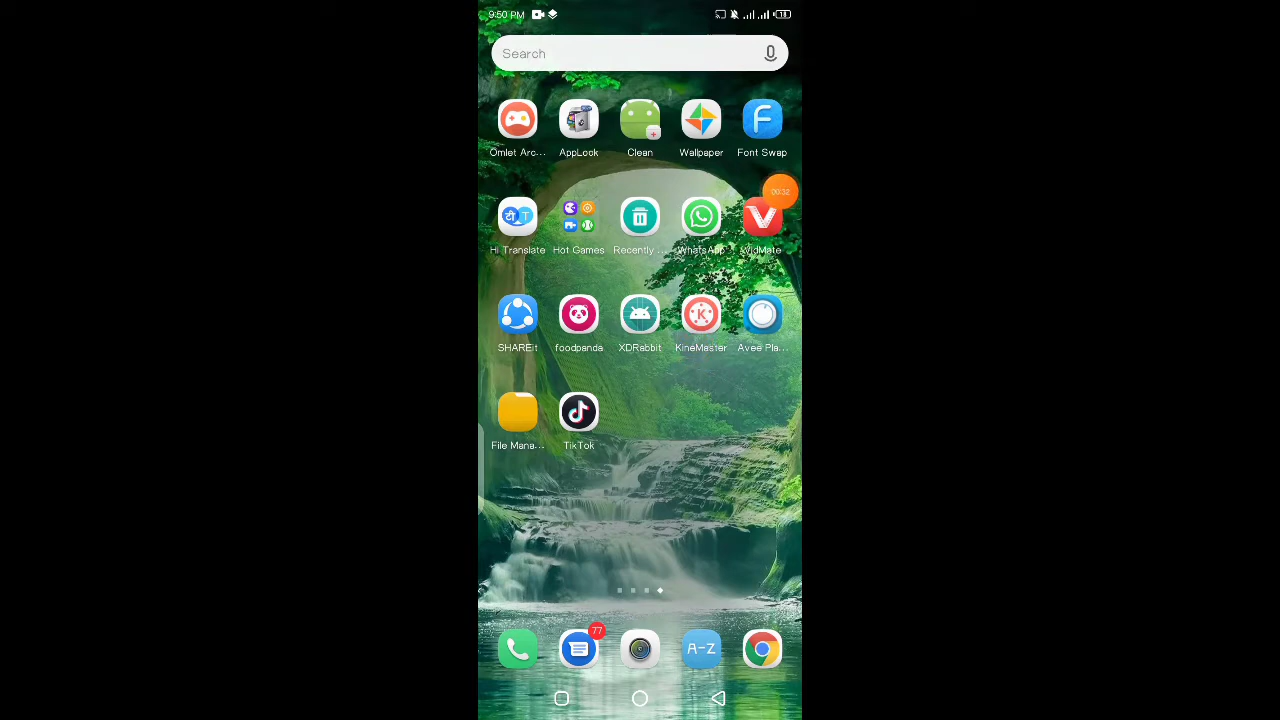 9:50 PM 18
Search
Omlet Arc... AppLock Clean Wallpaper Font Swap
00:32
Hi Translate Hot Games Recently ... WhatsApp VidMate
SHAREit foodpanda XDRabbit KineMaster Avee Pla...
File Mana... TikTok
77
A-Z